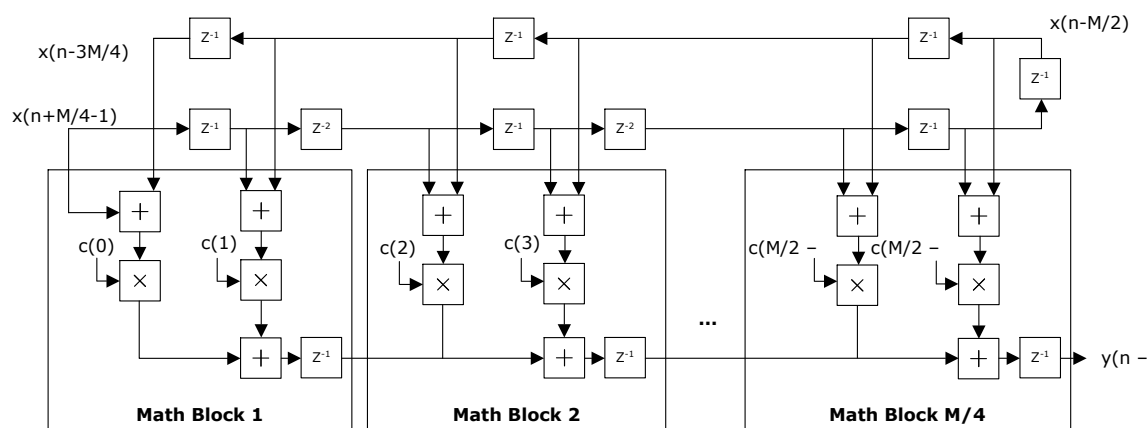 x(n-M/2)
Z-1 Z-1 Z-1
x(n-3M/4)
Z-1
x(n+M/4-1)
Z-1 Z-2 Z-1 Z-2 Z-1
+ + + + + +
c(0) c(1) c(2) c(3) c(M/2 – c(M/2 –
× × × × × ×
...
+ Z-1 + Z-1 + Z-1 y(n –
Math Block 1 Math Block 2 Math Block M/4